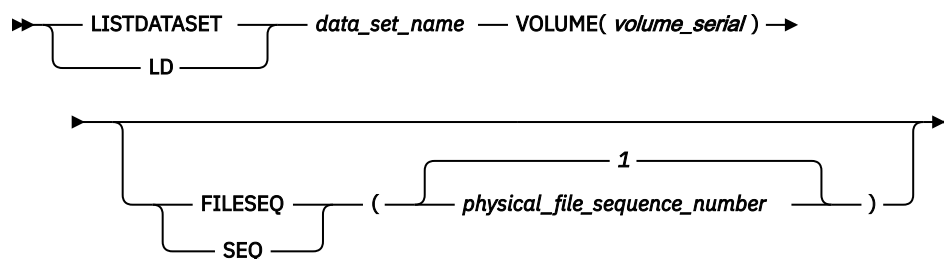 LISTDATASET data_set_name VOLUME( volume_serial )
LD
1
FILESEQ ( physical_file_sequence_number )
SEQ